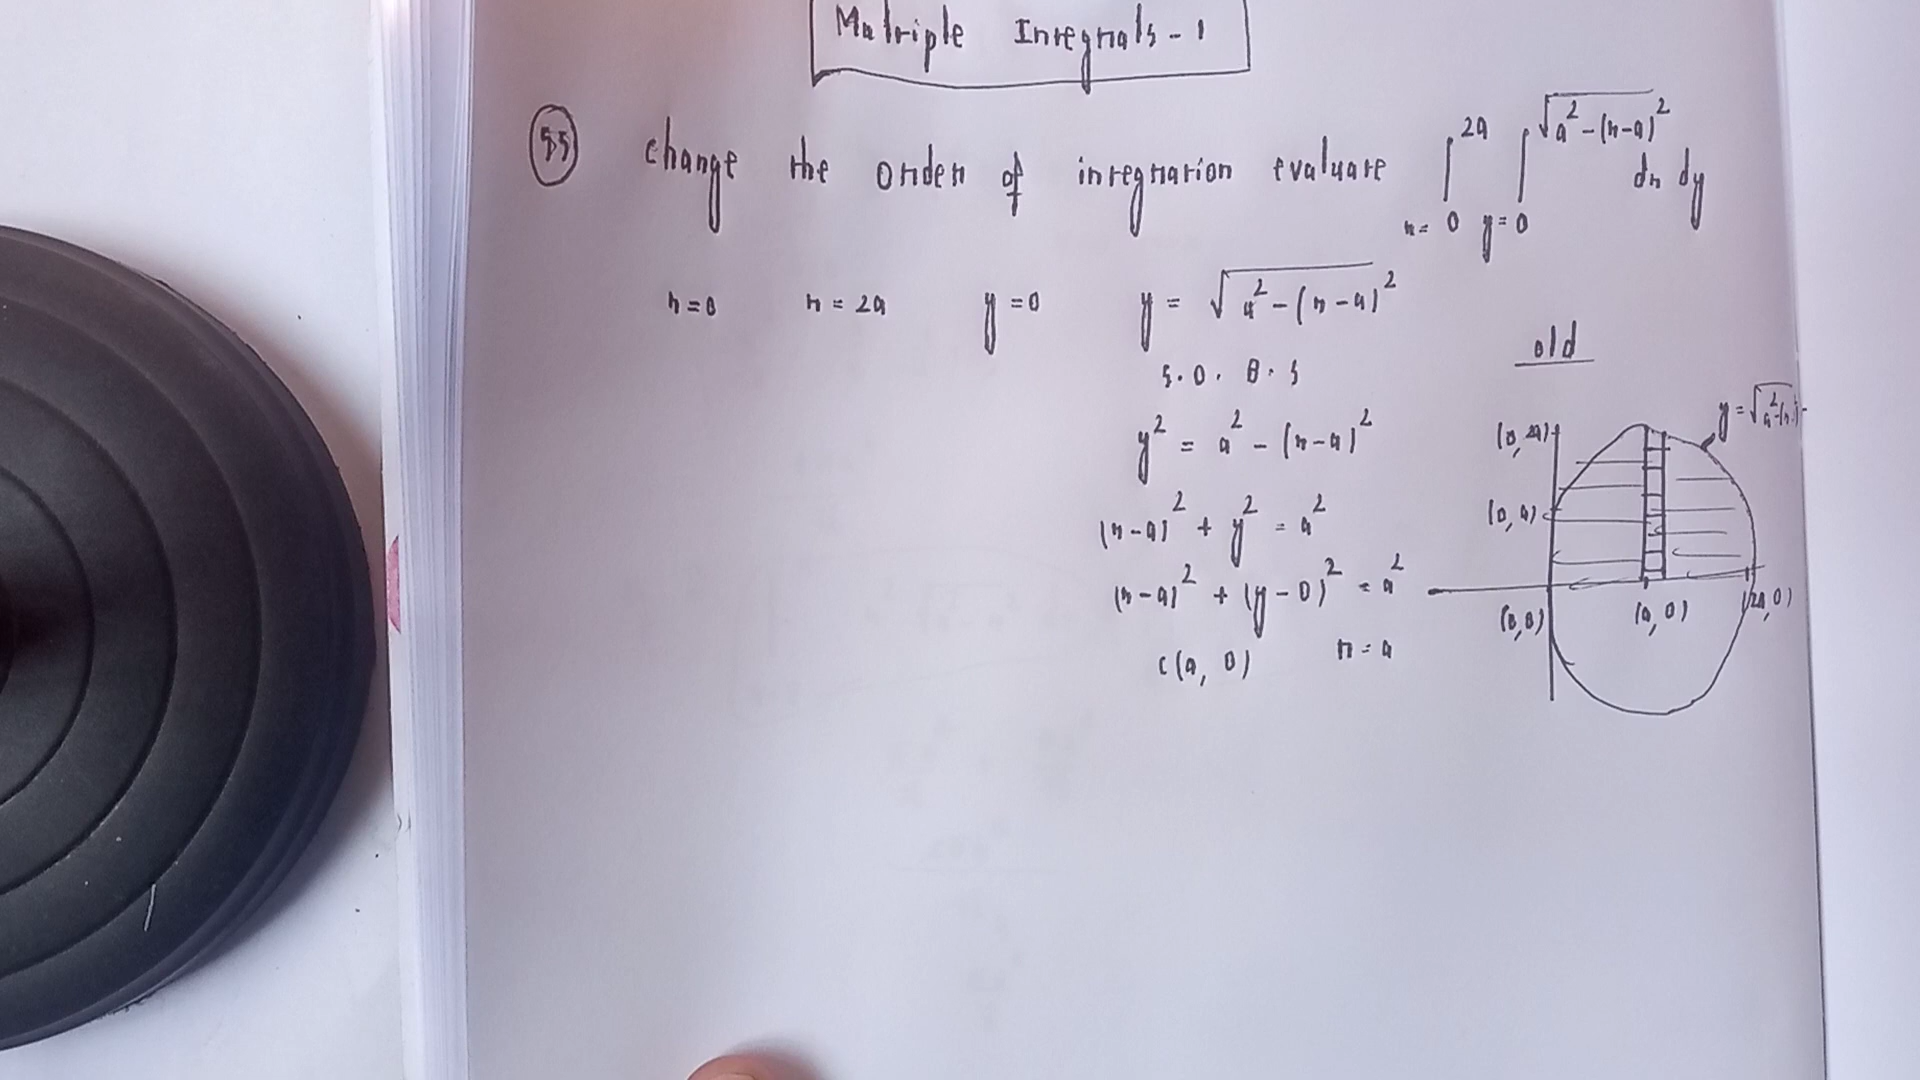 Multiple Integrals - 1
55 change the order of integration evaluate ∫_{x=0}^{2a} ∫_{y=0}^{√a²-(x-a)²} dx dy
x=0 x = 2a y=0 y = √a²-(x-a)²
S.O.B.S
y² = a² - (x-a)²
(x-a)² + y² = a²
(x-a)² + (y-0)² = a²
c(a, 0) r = a
old
(0, a)
(0,0) (a, 0) (2a,0)